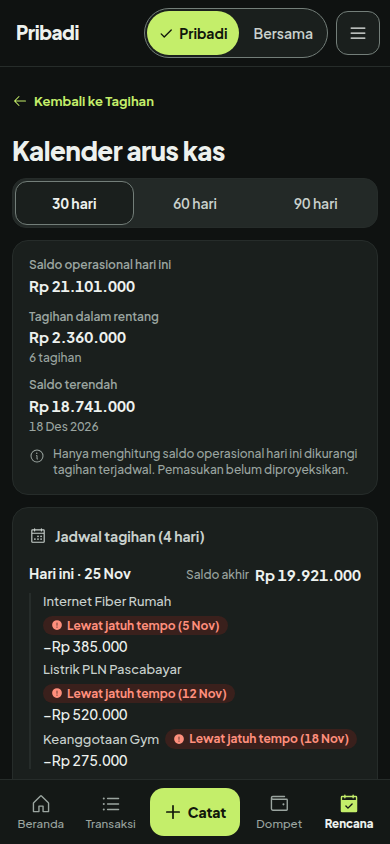 Pribadi
Pribadi
Bersama
Kembali ke Tagihan
Kalender arus kas
30 hari
60 hari
90 hari
Saldo operasional hari ini
Rp 21.101.000
Tagihan dalam rentang
Rp 2.360.000
6 tagihan
Saldo terendah
Rp 18.741.000
18 Des 2026
Hanya menghitung saldo operasional hari ini dikurangi
tagihan terjadwal. Pemasukan belum diproyeksikan.
Jadwal tagihan (4 hari)
Hari ini · 25 Nov Saldo akhir Rp 19.921.000
Internet Fiber Rumah
Lewat jatuh tempo (5 Nov)
−Rp 385.000
Listrik PLN Pascabayar
Lewat jatuh tempo (12 Nov)
−Rp 520.000
Keanggotaan Gym Lewat jatuh tempo (18 Nov)
−Rp 275.000
Beranda
Transaksi
Catat
Dompet
Rencana